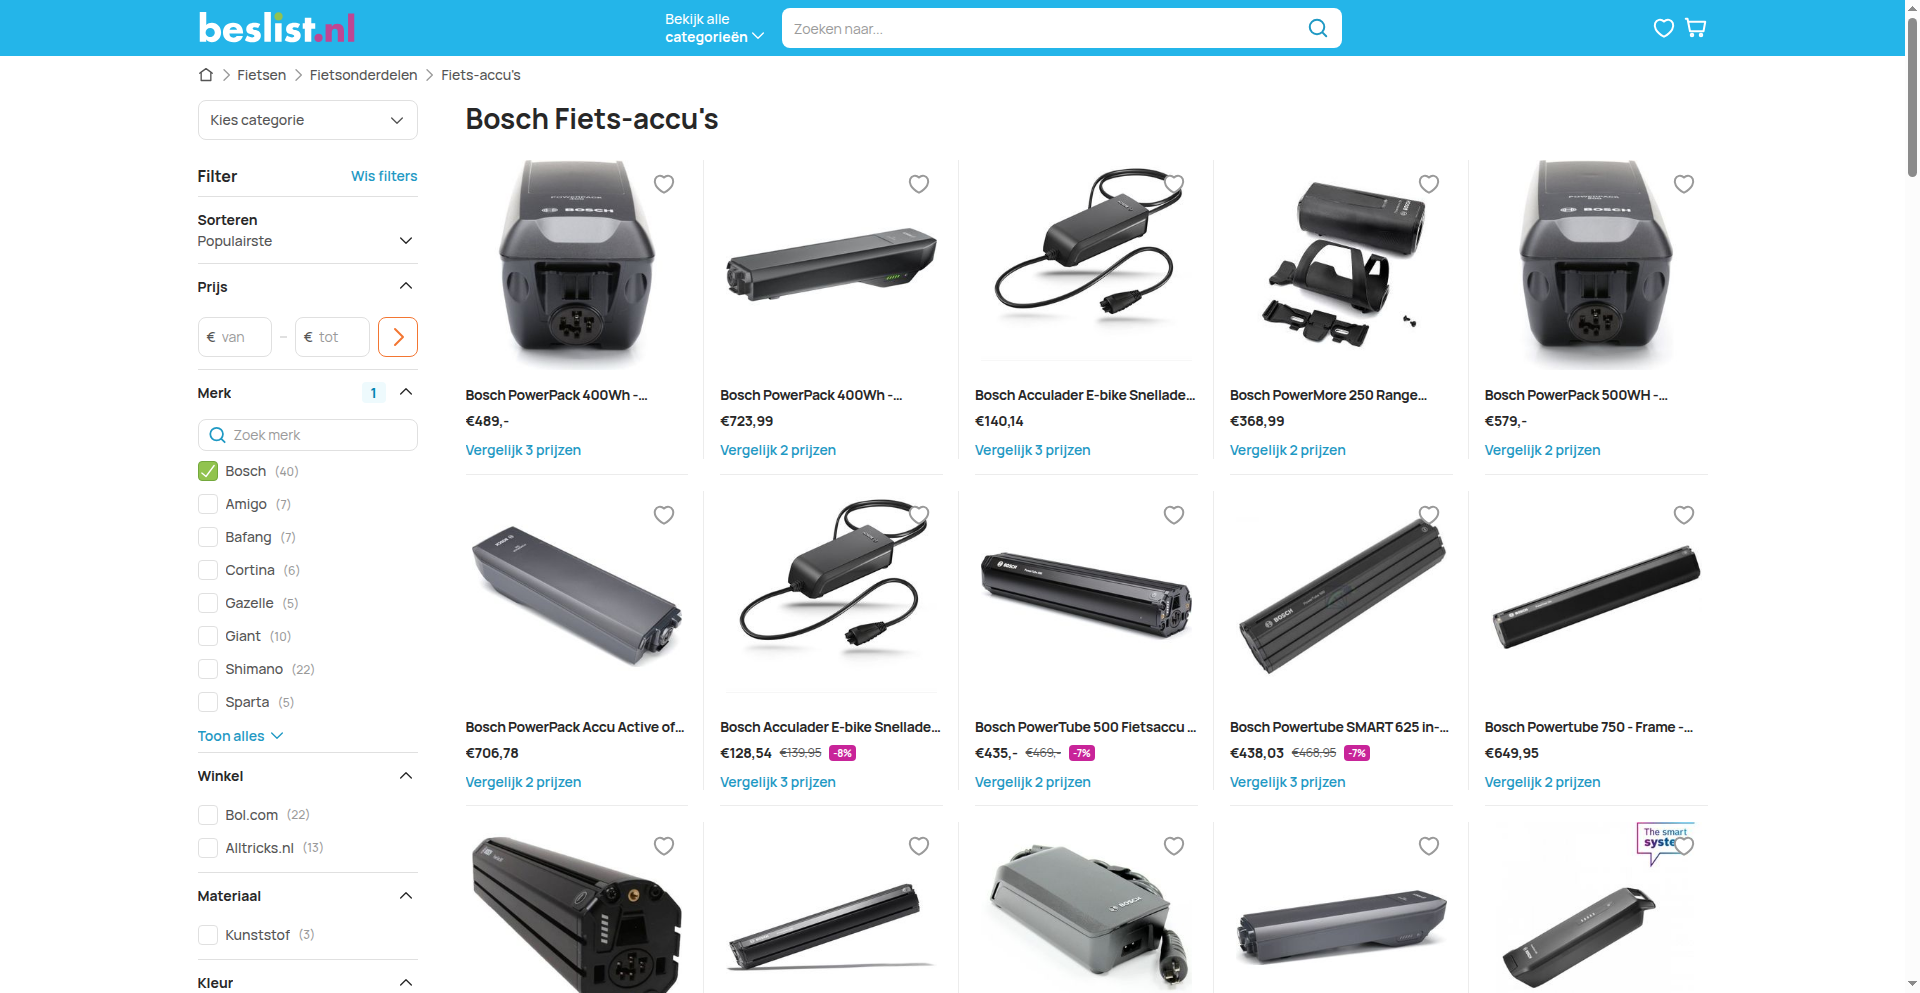 beslist.nl
Bekijk alle
categorieën
Zoeken naar...
Fietsen
Fietsonderdelen
Fiets-accu's
Kies categorie
Filter
Wis filters
Sorteren
Populairste
Prijs
€ van
–
€ tot
Merk
1
Zoek merk
Bosch (40)
Amigo (7)
Bafang (7)
Cortina (6)
Gazelle (5)
Giant (10)
Shimano (22)
Sparta (5)
Toon alles
Winkel
Bol.com (22)
Alltricks.nl (13)
Materiaal
Kunststof (3)
Kleur
Bosch Fiets-accu's
BOSCH
BOSCH
Bosch PowerPack 400Wh -...
€489,-
Vergelijk 3 prijzen
Bosch PowerPack 400Wh -...
€723,99
Vergelijk 2 prijzen
Bosch Acculader E-bike Snellade...
€140,14
Vergelijk 3 prijzen
Bosch PowerMore 250 Range...
€368,99
Vergelijk 2 prijzen
Bosch PowerPack 500WH -...
€579,-
Vergelijk 2 prijzen
BOSCH
BOSCH
Bosch PowerPack Accu Active of...
€706,78
Vergelijk 2 prijzen
Bosch Acculader E-bike Snellade...
€128,54 €139,95 -8%
Vergelijk 3 prijzen
Bosch PowerTube 500 Fietsaccu ...
€435,- €469,- -7%
Vergelijk 2 prijzen
Bosch Powertube SMART 625 in-...
€438,03 €468,95 -7%
Vergelijk 3 prijzen
Bosch Powertube 750 - Frame -...
€649,95
Vergelijk 2 prijzen
BOSCH
The smart
syste